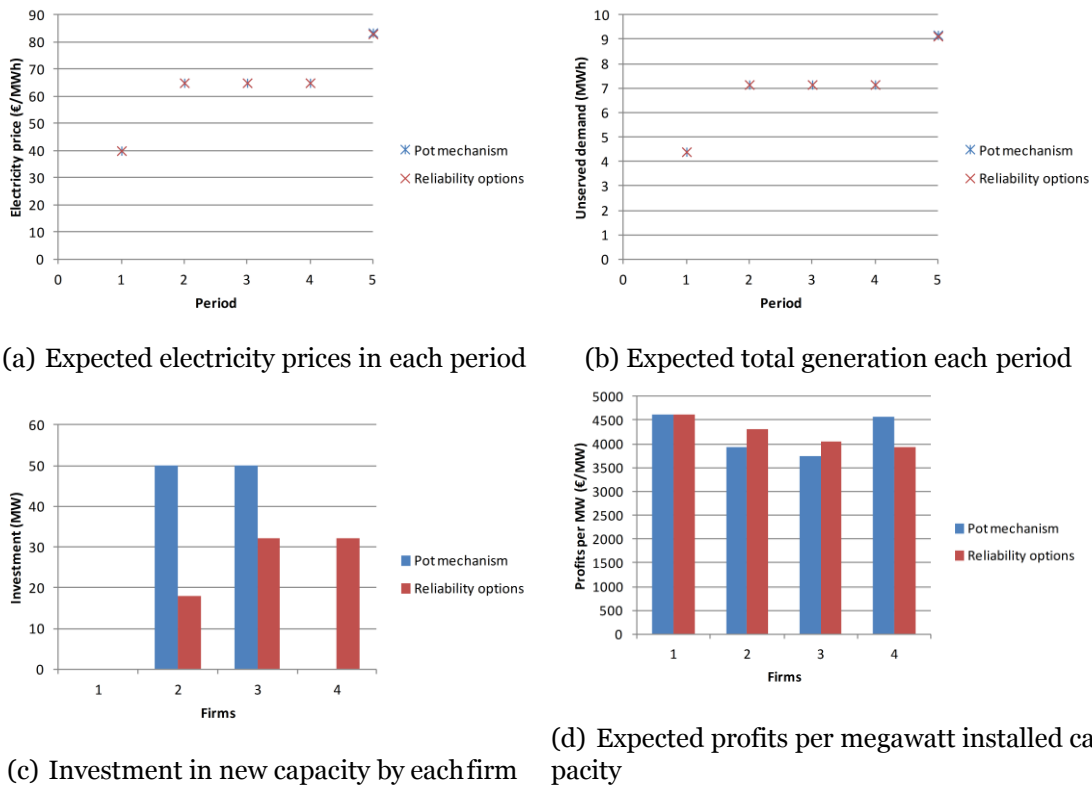 90
80
70
60
50
40
30
20
10
0
Electricity price (€/MWh)
0 1 2 3 4 5
Period
Pot mechanism
Reliability options
10
9
8
7
6
5
4
3
2
1
0
Unserved demand (MWh)
0 1 2 3 4 5
Period
Pot mechanism
Reliability options
(a) Expected electricity prices in each period
(b) Expected total generation each period
60
50
40
30
20
10
0
Investment (MW)
1 2 3 4
Firms
Pot mechanism
Reliability options
5000
4500
4000
3500
3000
2500
2000
1500
1000
500
0
Profits per MW (€/MW)
1 2 3 4
Firms
Pot mechanism
Reliability options
(c) Investment in new capacity by each firm
(d) Expected profits per megawatt installed ca
pacity